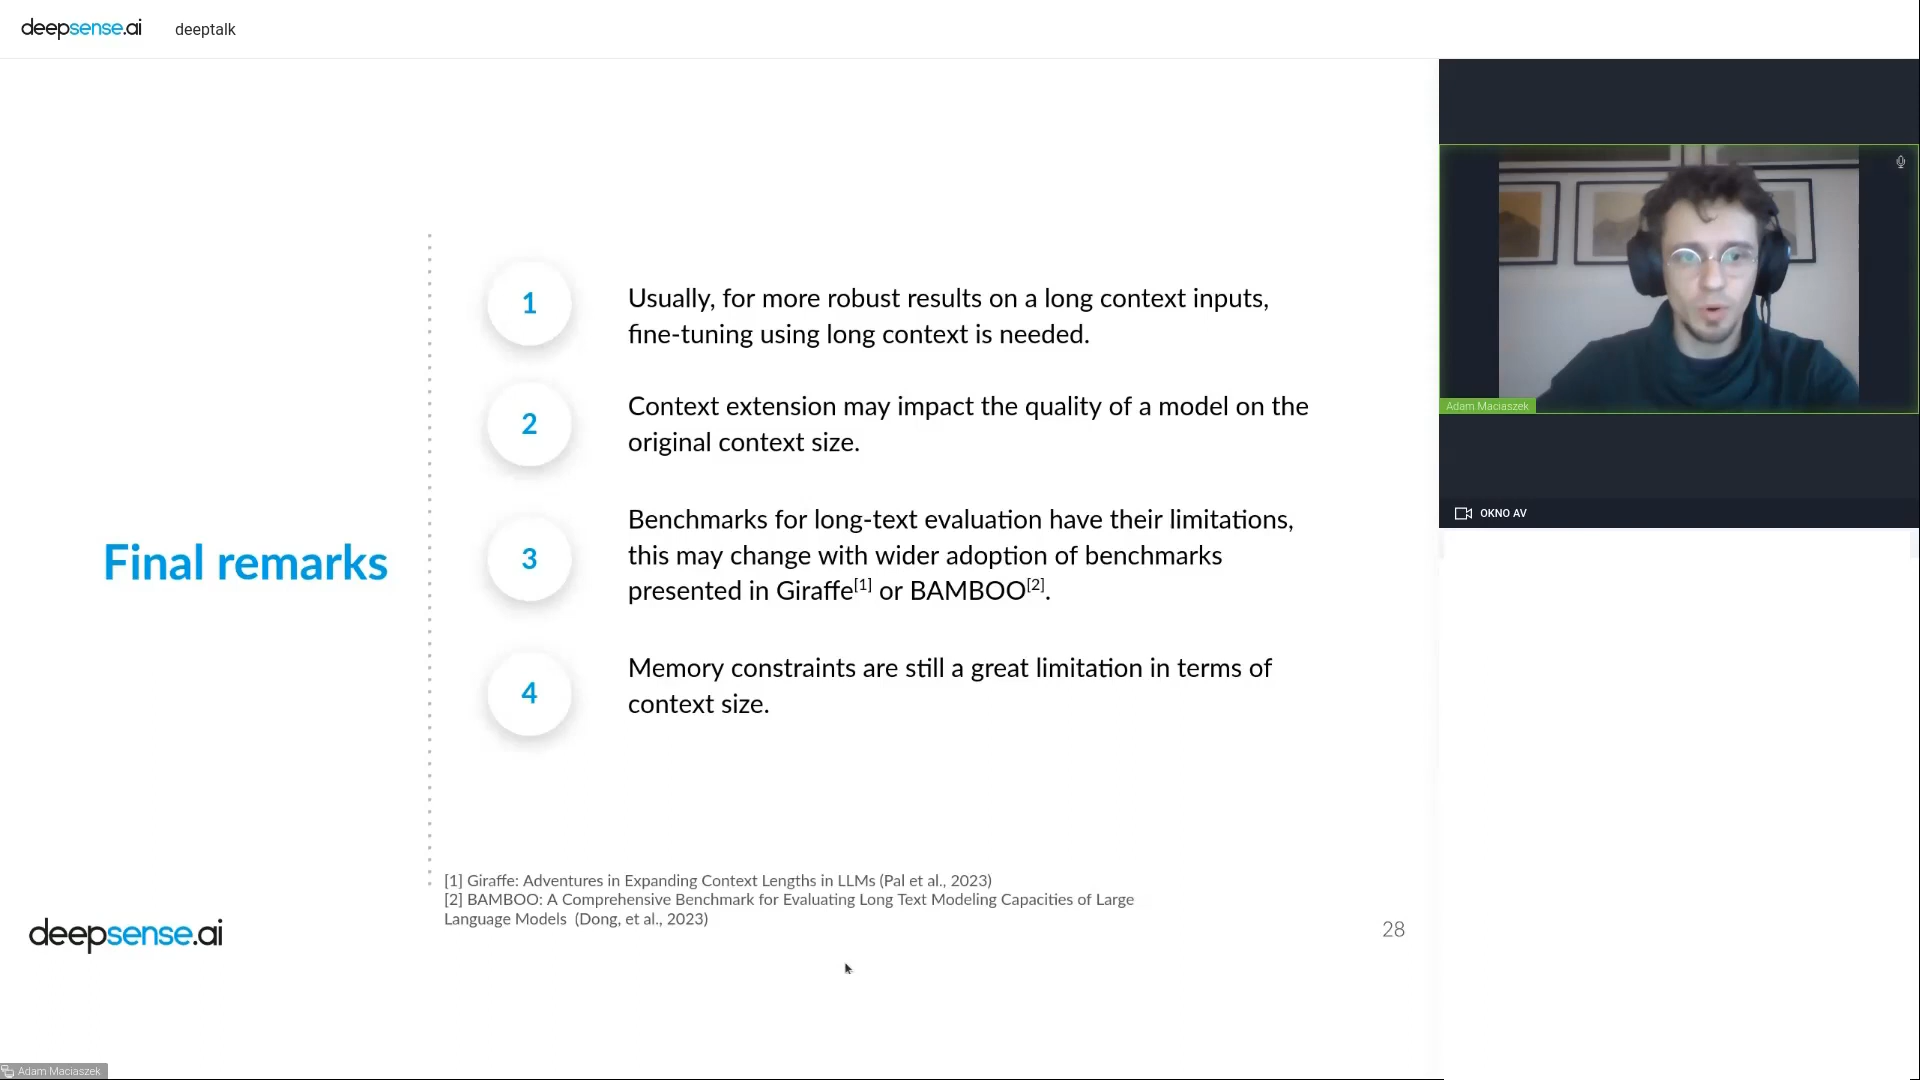 deepsense.ai
deeptalk
Final remarks
1
Usually, for more robust results on a long context inputs,
fine-tuning using long context is needed.
2
Context extension may impact the quality of a model on the
original context size.
3
Benchmarks for long-text evaluation have their limitations,
this may change with wider adoption of benchmarks
presented in Giraffe[1] or BAMBOO[2].
4
Memory constraints are still a great limitation in terms of
context size.
[1] Giraffe: Adventures in Expanding Context Lengths in LLMs (Pal et al., 2023)
[2] BAMBOO: A Comprehensive Benchmark for Evaluating Long Text Modeling Capacities of Large
Language Models (Dong, et al., 2023)
deepsense.ai
28
Adam Maciaszek
Adam Maciaszek
OKNO AV